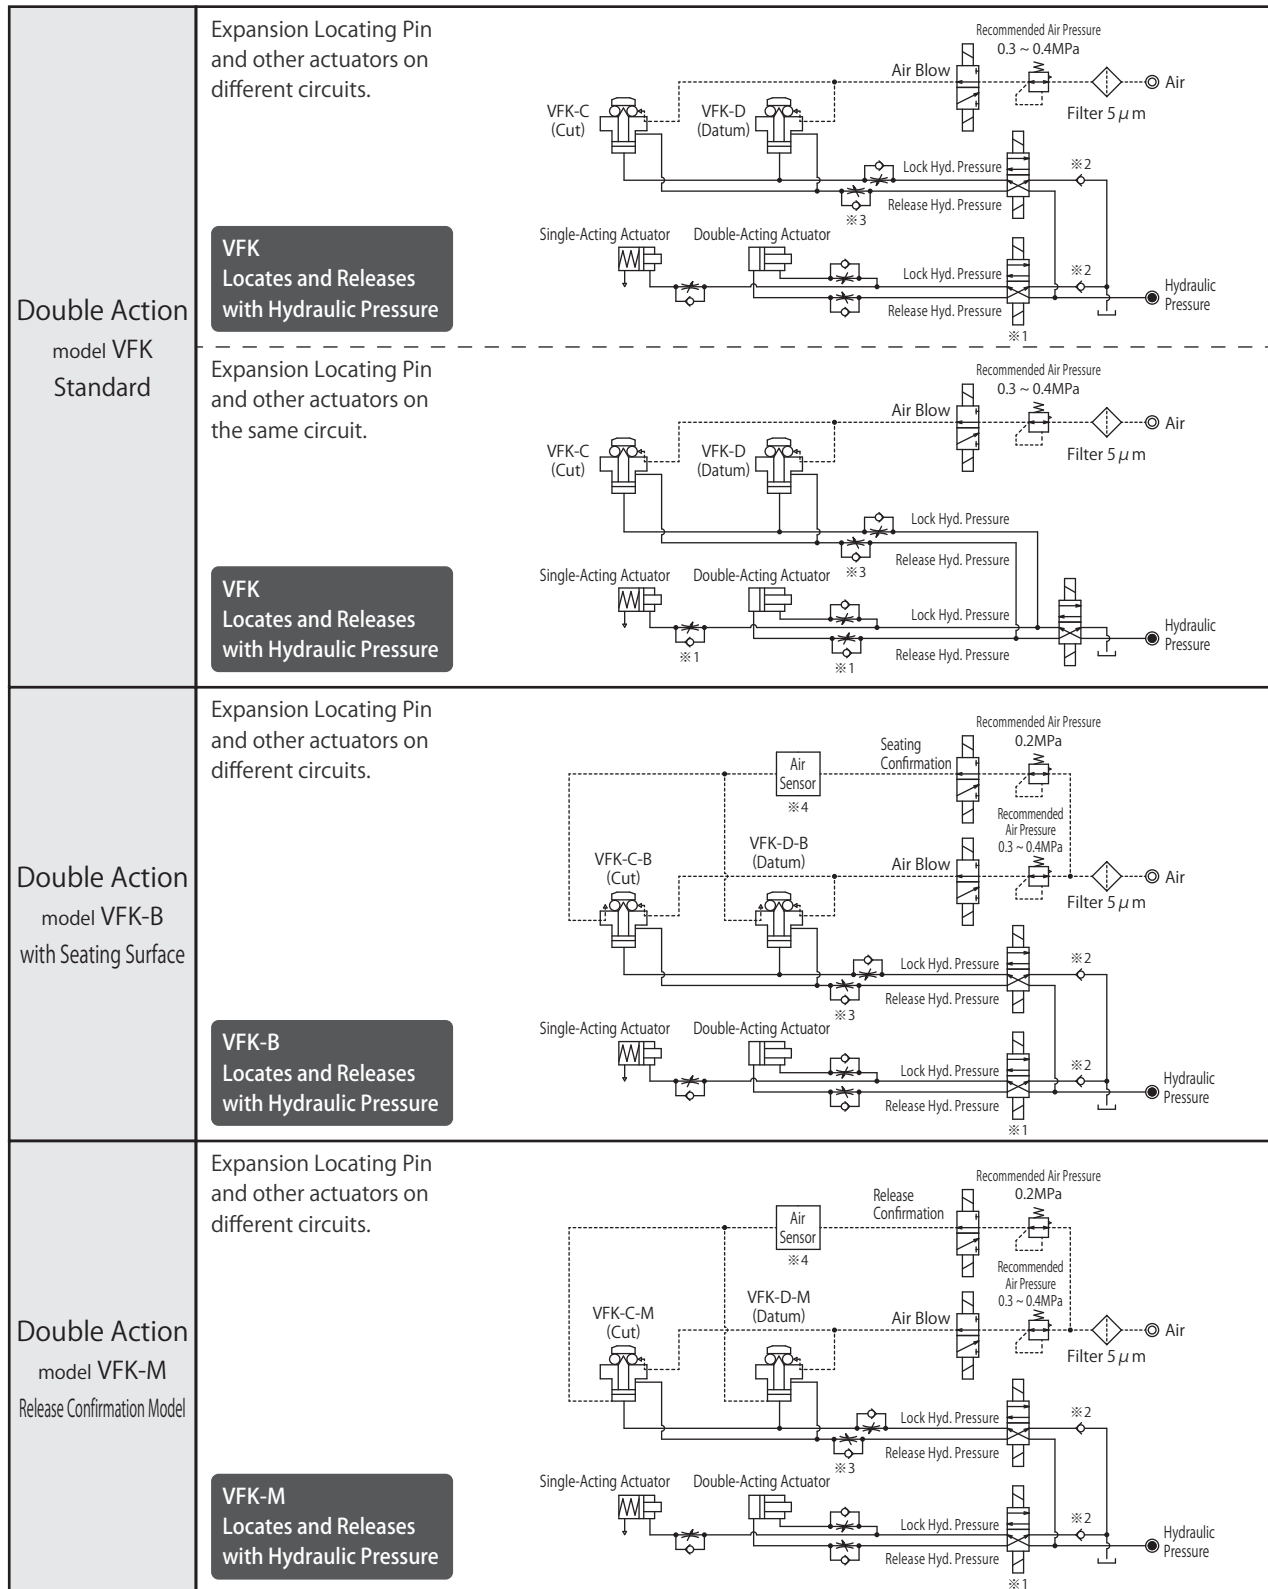 Double Action
model VFK
Standard
Expansion Locating Pin
and other actuators on
different circuits.
VFK
Locates and Releases
with Hydraulic Pressure
Recommended Air Pressure
0.3 ~ 0.4MPa
Air Blow
Air
Filter 5 μ m
VFK-C
(Cut)
VFK-D
(Datum)
※2
Lock Hyd. Pressure
Release Hyd. Pressure
※3
Single-Acting Actuator
Double-Acting Actuator
Lock Hyd. Pressure
※2
Hydraulic
Pressure
Release Hyd. Pressure
※1
Expansion Locating Pin
and other actuators on
the same circuit.
VFK
Locates and Releases
with Hydraulic Pressure
Recommended Air Pressure
0.3 ~ 0.4MPa
Air Blow
Air
Filter 5 μ m
VFK-C
(Cut)
VFK-D
(Datum)
Lock Hyd. Pressure
Release Hyd. Pressure
※3
Single-Acting Actuator
Double-Acting Actuator
Lock Hyd. Pressure
Hydraulic
Pressure
Release Hyd. Pressure
※1
※1
Double Action
model VFK-B
with Seating Surface
Expansion Locating Pin
and other actuators on
different circuits.
VFK-B
Locates and Releases
with Hydraulic Pressure
Recommended Air Pressure
0.2MPa
Seating
Confirmation
Air
Sensor
※4
Recommended
Air Pressure
0.3 ~ 0.4MPa
VFK-D-B
(Datum)
VFK-C-B
(Cut)
Air Blow
Air
Filter 5 μ m
※2
Lock Hyd. Pressure
Release Hyd. Pressure
※3
Single-Acting Actuator
Double-Acting Actuator
Lock Hyd. Pressure
※2
Hydraulic
Pressure
Release Hyd. Pressure
※1
Double Action
model VFK-M
Release Confirmation Model
Expansion Locating Pin
and other actuators on
different circuits.
VFK-M
Locates and Releases
with Hydraulic Pressure
Recommended Air Pressure
0.2MPa
Release
Confirmation
Air
Sensor
※4
Recommended
Air Pressure
0.3 ~ 0.4MPa
VFK-D-M
(Datum)
VFK-C-M
(Cut)
Air Blow
Air
Filter 5 μ m
※2
Lock Hyd. Pressure
Release Hyd. Pressure
※3
Single-Acting Actuator
Double-Acting Actuator
Lock Hyd. Pressure
※2
Hydraulic
Pressure
Release Hyd. Pressure
※1